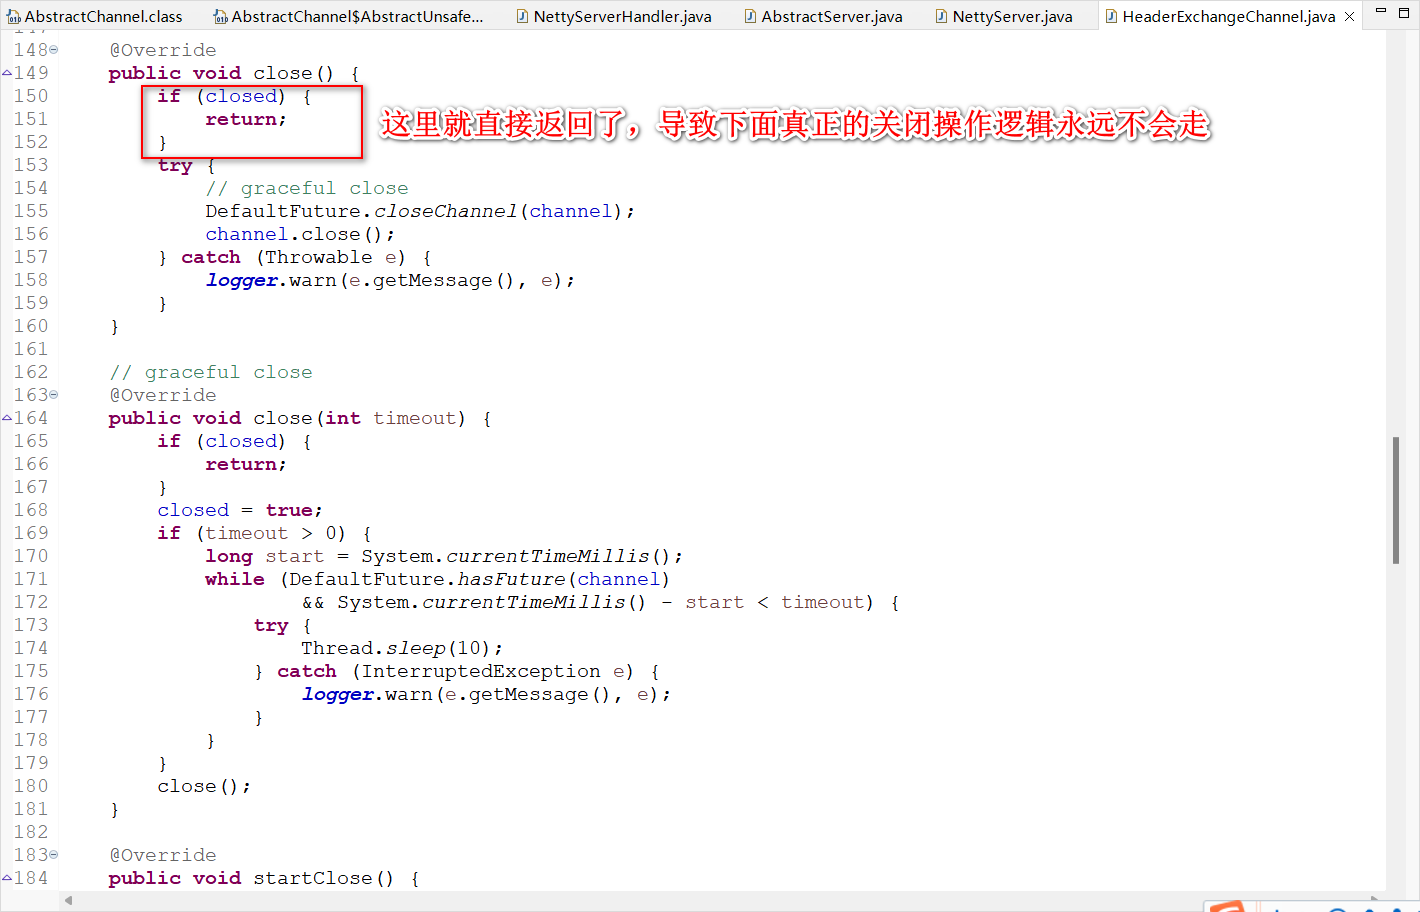 AbstractChannel.class AbstractChannel$AbstractUnsafe... NettyServerHandler.java AbstractServer.java NettyServer.java HeaderExchangeChannel.java
148 @Override
149 public void close() {
150 if (closed) {
151 return;
这里就直接返回了，导致下面真正的关闭操作逻辑永远不会走
152 }
153 try {
154 // graceful close
155 DefaultFuture.closeChannel(channel);
156 channel.close();
157 } catch (Throwable e) {
158 logger.warn(e.getMessage(), e);
159 }
160 }
161
162 // graceful close
163 @Override
164 public void close(int timeout) {
165 if (closed) {
166 return;
167 }
168 closed = true;
169 if (timeout > 0) {
170 long start = System.currentTimeMillis();
171 while (DefaultFuture.hasFuture(channel)
172 && System.currentTimeMillis() - start < timeout) {
173 try {
174 Thread.sleep(10);
175 } catch (InterruptedException e) {
176 logger.warn(e.getMessage(), e);
177 }
178 }
179 }
180 close();
181 }
182
183 @Override
184 public void startClose() {